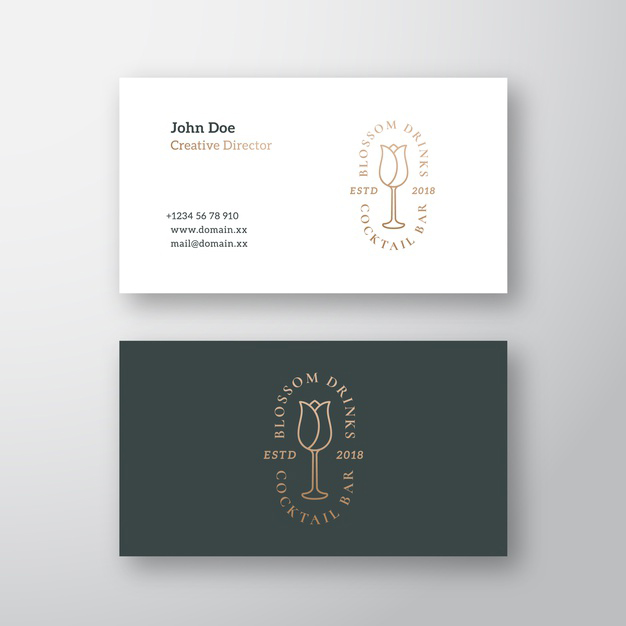 John Doe
Creative Director
+1234 56 78 910
www.domain.xx
mail@domain.xx
BLOSSOM DRINKS
ESTD 2018
COCKTAIL BAR
BLOSSOM DRINKS
ESTD 2018
COCKTAIL BAR